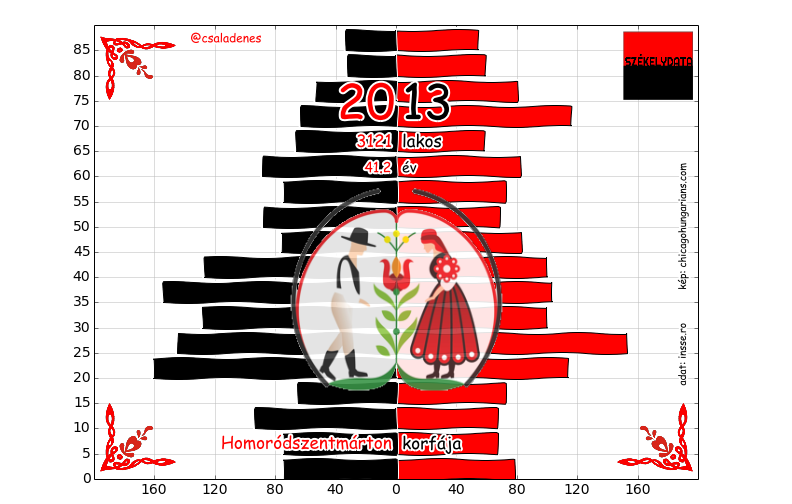 @csaladenes
SZÉKELYDATA
2013
3121 lakos
41,2 év
kép: chicagohungarians.com
adat: insse.ro
Homoródszentmárton korfája
85
80
75
70
65
60
55
50
45
40
35
30
25
20
15
10
5
0
160 120 80 40 0 40 80 120 160